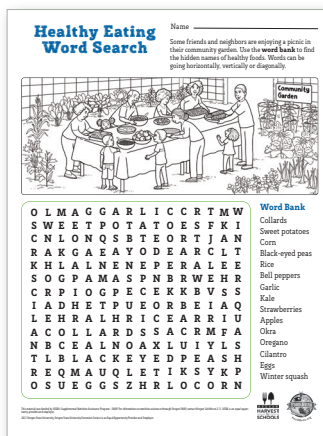 Healthy Eating
Word Search
Name
Some friends and neighbors are enjoying a picnic in
their community garden. Use the word bank to find
the hidden names of healthy foods. Words can be
going horizontally, vertically or diagonally.
Community
Garden
O L M A G G A R L I C C R T M W
S W E E T P O T A T O E S F K I
C N L O N Q S B T E O R T J A N
R A K G A E A Y O D E A R C L T
K H L A L N E N E P E R A L E E
S O G P A M A S P N B R W E H R
C R P I O G P E C E K K B V S S
I A D H E T P U E O R B E I A Q
L E H R A L H R I C E A R R I U
A C O L L A R D S S A C R M F A
N B C E A L N O A X L U I Y L S
T L B L A C K E Y E D P E A S H
R E Q M A U Q L E T I K S Y K P
O S U E G G S Z H R L O C O R N
Word Bank
Collards
Sweet potatoes
Corn
Black-eyed peas
Rice
Bell peppers
Garlic
Kale
Strawberries
Apples
Okra
Oregano
Cilantro
Eggs
Winter squash
HARVEST
SCHOOLS